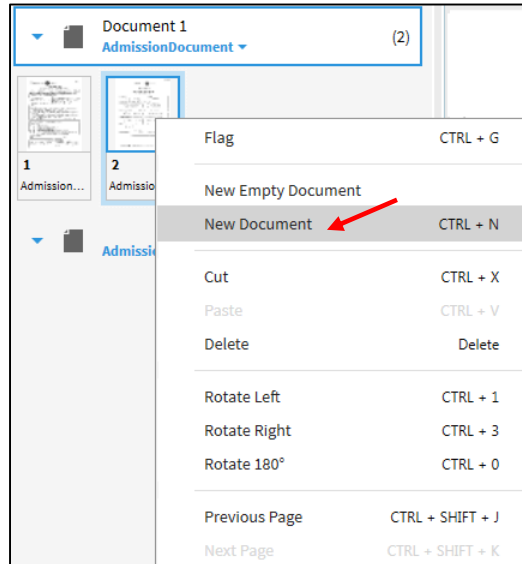 Document 1
AdmissionDocument
(2)
1
Admission...
2
Admissio
Admissi
Flag CTRL + G
New Empty Document
New Document CTRL + N
Cut CTRL + X
Paste CTRL + V
Delete Delete
Rotate Left CTRL + 1
Rotate Right CTRL + 3
Rotate 180° CTRL + 0
Previous Page CTRL + SHIFT + J
Next Page CTRL + SHIFT + K